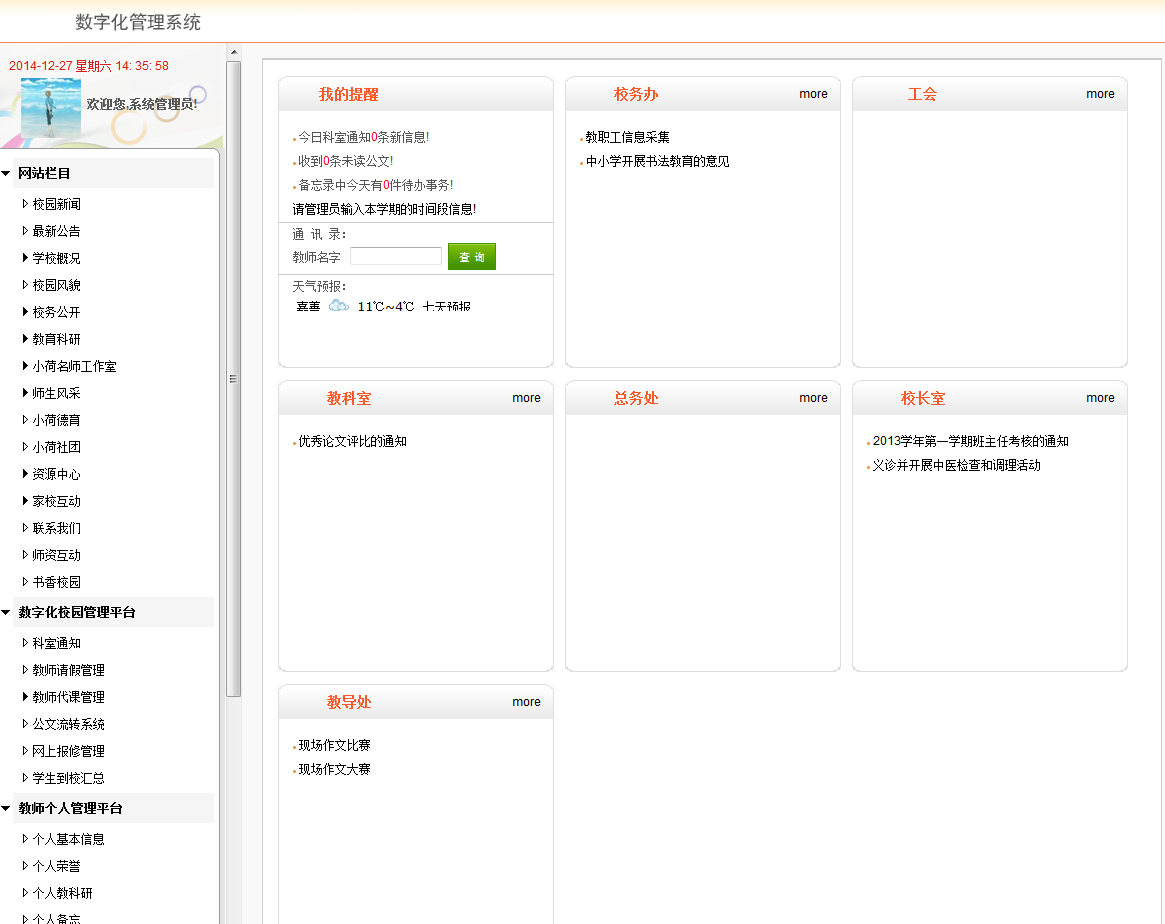 数字化管理系统
2014-12-27 星期六 14: 35: 58
欢迎您,系统管理员!
网站栏目
校园新闻
最新公告
学校概况
校园风貌
校务公开
教育科研
小荷名师工作室
师生风采
小荷德育
小荷社团
资源中心
家校互动
联系我们
师资互动
书香校园
数字化校园管理平台
科室通知
教师请假管理
教师代课管理
公文流转系统
网上报修管理
学生到校汇总
教师个人管理平台
个人基本信息
个人荣誉
个人教科研
个人备忘
我的提醒
今日科室通知0条新信息!
收到0条未读公文!
备忘录中今天有0件待办事务!
请管理员输入本学期的时间段信息!
通 讯 录:
教师名字 查 询
天气预报:
嘉善 11℃~4℃ 七天预报
校务办 more
教职工信息采集
中小学开展书法教育的意见
工会 more
教科室 more
优秀论文评比的通知
总务处 more
校长室 more
2013学年第一学期班主任考核的通知
义诊并开展中医检查和调理活动
教导处 more
现场作文比赛
现场作文大赛